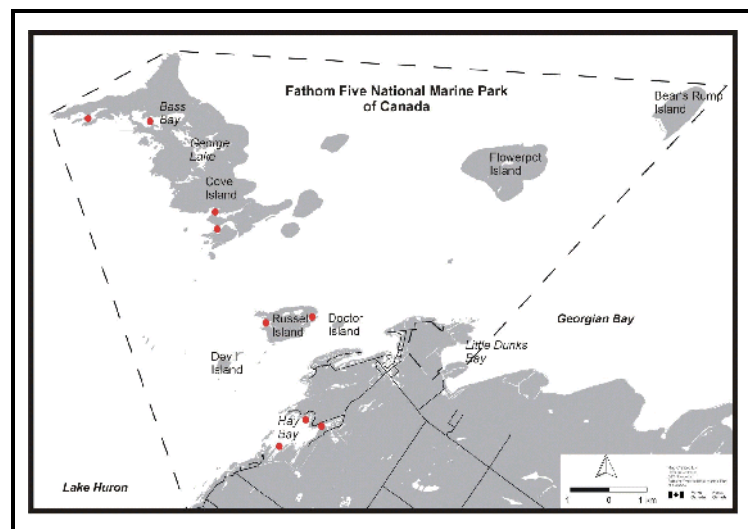 Fathom Five National Marine Park
of Canada
Bear's Rump
Island
Bass
Bay
George
Lake
Flowerpot
Island
Cove
Island
Georgian Bay
Russel
Island
Doctor
Island
Little Dunks
Bay
Devil
Island
Hay
Bay
Lake Huron
1 0 1 km